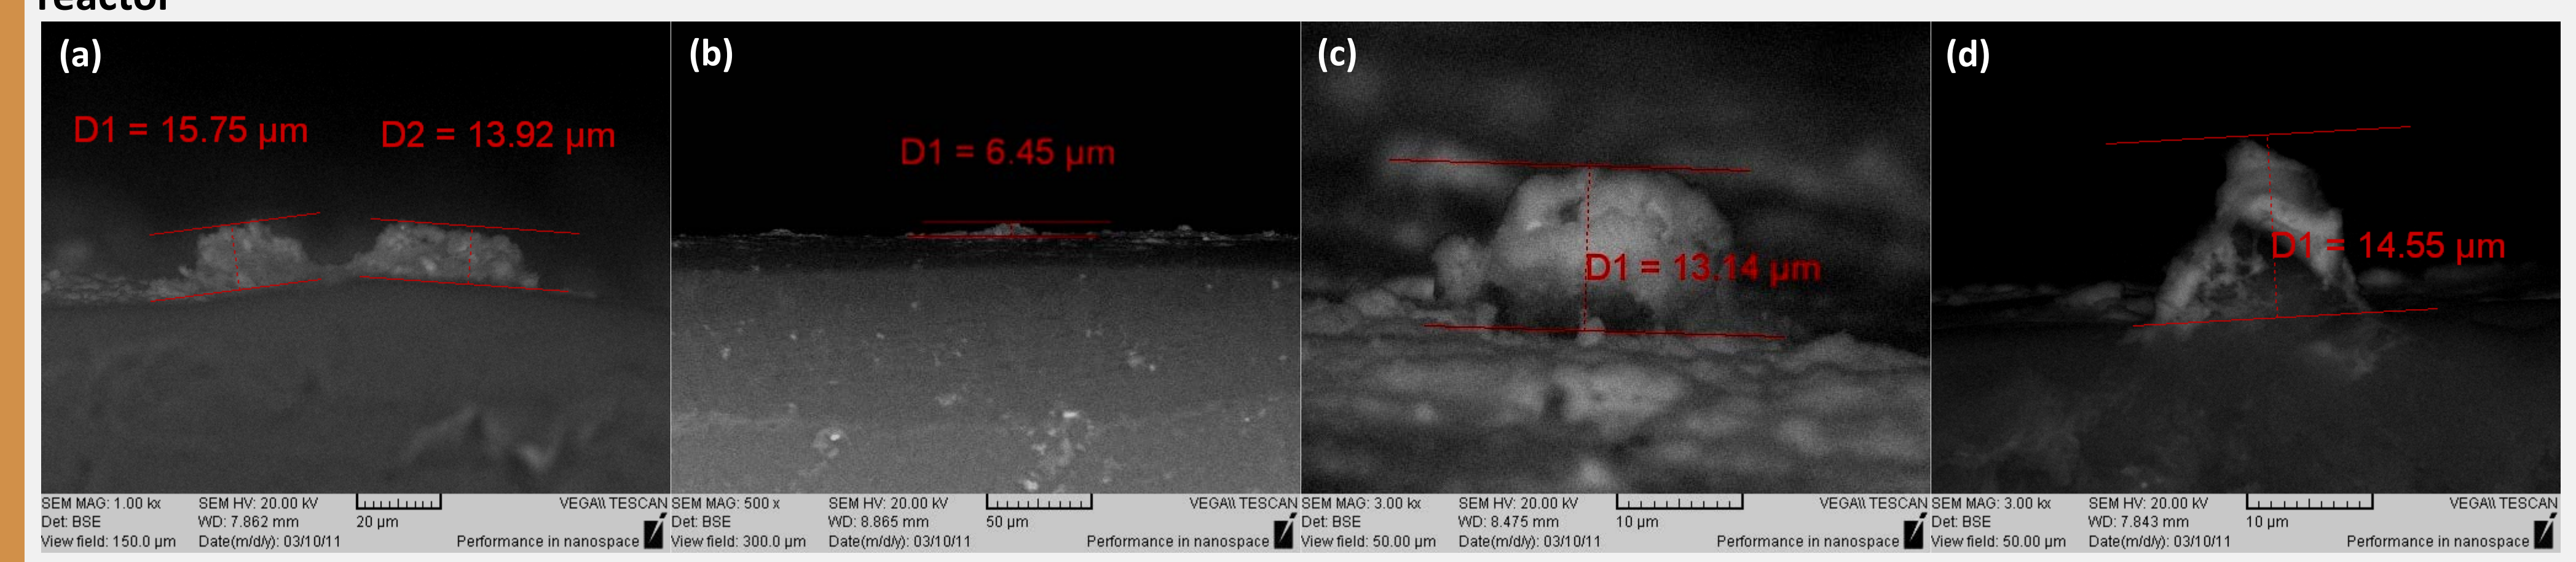 reactor
(a)
D1 = 15.75 µm
D2 = 13.92 µm
SEM MAG: 1.00 kx
SEM HV: 20.00 kV
VEGA\\ TESCAN
Det: BSE
WD: 7.862 mm
20 µm
View field: 150.0 µm
Date(m/d/y): 03/10/11
Performance in nanospace
(b)
D1 = 6.45 µm
SEM MAG: 500 x
SEM HV: 20.00 kV
VEGA\\ TESCAN
Det: BSE
WD: 8.865 mm
50 µm
View field: 300.0 µm
Date(m/d/y): 03/10/11
Performance in nanospace
(c)
D1 = 13.14 µm
SEM MAG: 3.00 kx
SEM HV: 20.00 kV
VEGA\\ TESCAN
Det: BSE
WD: 8.475 mm
10 µm
View field: 50.00 µm
Date(m/d/y): 03/10/11
Performance in nanospace
(d)
D1 = 14.55 µm
SEM MAG: 3.00 kx
SEM HV: 20.00 kV
VEGA\\ TESCAN
Det: BSE
WD: 7.843 mm
10 µm
View field: 50.00 µm
Date(m/d/y): 03/10/11
Performance in nanospace